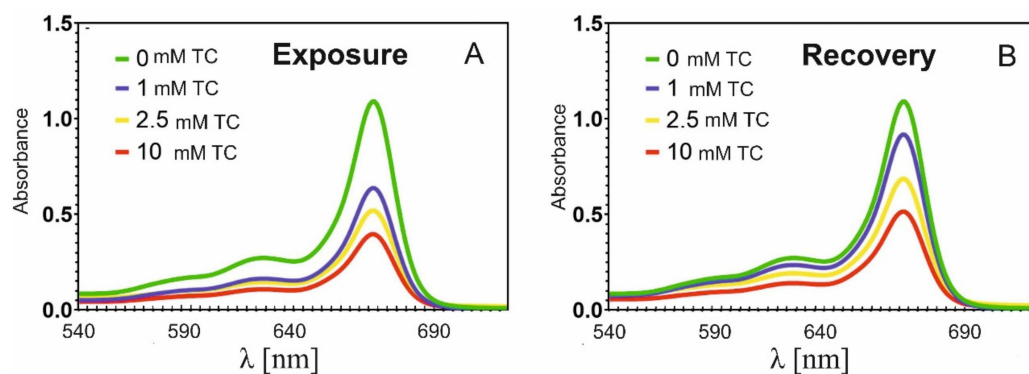 1.5
Exposure A
0 mM TC
1 mM TC
2.5 mM TC
10 mM TC
1.0
0.5
0.0
Absorbance
540 590 640 690
λ [nm]
1.5
Recovery B
0 mM TC
1 mM TC
2.5 mM TC
10 mM TC
1.0
0.5
0.0
Absorbance
540 590 640 690
λ [nm]